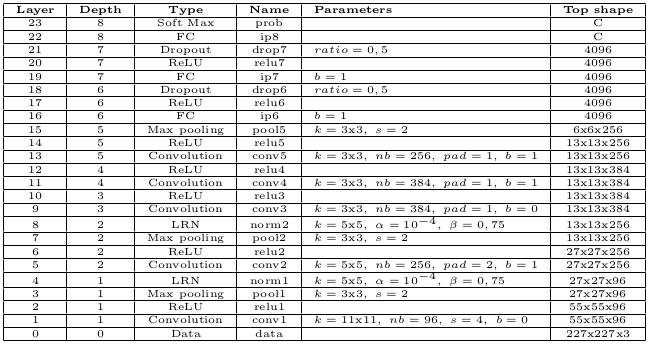 Layer Depth Type Name Parameters Top shape
23 8 Soft Max prob C
22 8 FC ip8 C
21 7 Dropout drop7 ratio = 0, 5 4096
20 7 ReLU relu7 4096
19 7 FC ip7 b = 1 4096
18 6 Dropout drop6 ratio = 0, 5 4096
17 6 ReLU relu6 4096
16 6 FC ip6 b = 1 4096
15 5 Max pooling pool5 k = 3x3, s = 2 6x6x256
14 5 ReLU relu5 13x13x256
13 5 Convolution conv5 k = 3x3, nb = 256, pad = 1, b = 1 13x13x256
12 4 ReLU relu4 13x13x384
11 4 Convolution conv4 k = 3x3, nb = 384, pad = 1, b = 1 13x13x384
10 3 ReLU relu3 13x13x384
9 3 Convolution conv3 k = 3x3, nb = 384, pad = 1, b = 0 13x13x384
8 2 LRN norm2 k = 5x5, α = 10⁻⁴, β = 0, 75 13x13x256
7 2 Max pooling pool2 k = 3x3, s = 2 13x13x256
6 2 ReLU relu2 27x27x256
5 2 Convolution conv2 k = 5x5, nb = 256, pad = 2, b = 1 27x27x256
4 1 LRN norm1 k = 5x5, α = 10⁻⁴, β = 0, 75 27x27x96
3 1 Max pooling pool1 k = 3x3, s = 2 27x27x96
2 1 ReLU relu1 55x55x96
1 1 Convolution conv1 k = 11x11, nb = 96, s = 4, b = 0 55x55x96
0 0 Data data 227x227x3